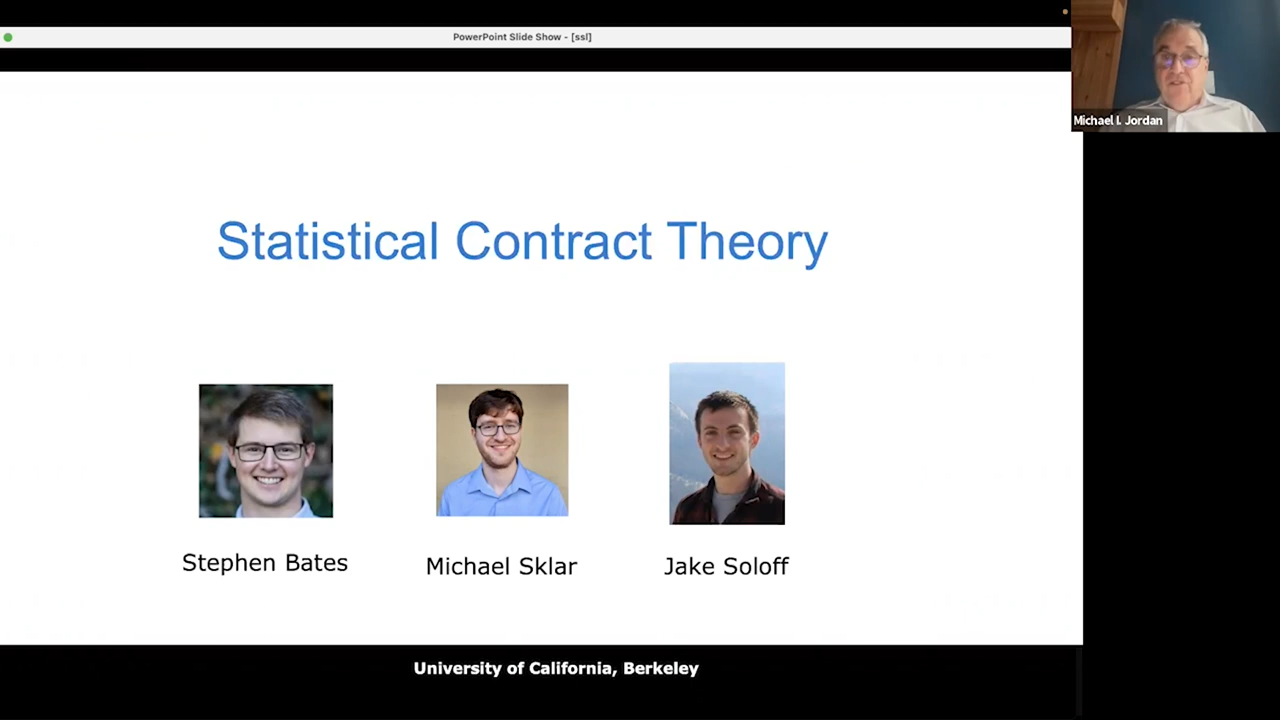 PowerPoint Slide Show - [ssl]
Michael I. Jordan
Statistical Contract Theory
Stephen Bates
Michael Sklar
Jake Soloff
University of California, Berkeley